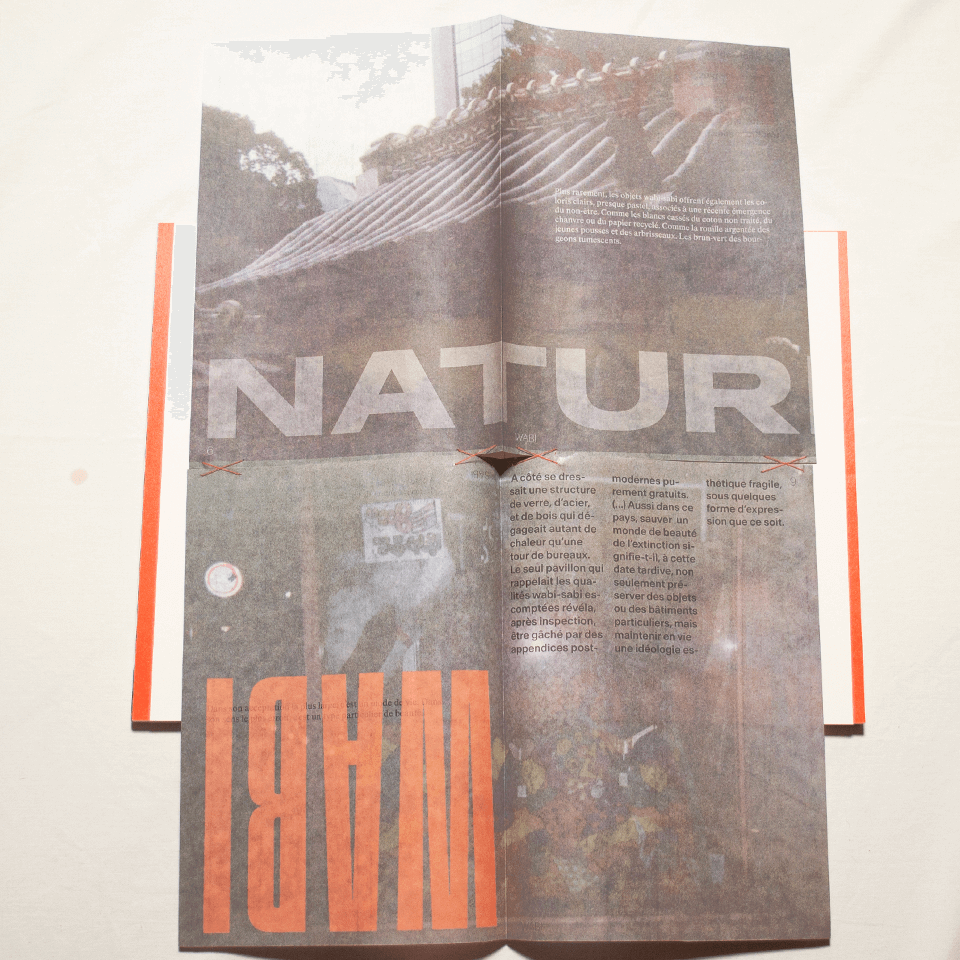 Plus rarement, les objets wabi-sabi offrent également les co-
loris clairs, presque pastel, associés à une récente émergence
du non-être. Comme les blancs cassés du coton non traité, du
chanvre ou du papier recyclé. Comme la rouille argentée des
jeunes pousses et des arbrisseaux. Les brun-vert des bour-
geons tumescents.
NATUR
6
WABI
A côté se dres-
sait une structure
de verre, d'acier,
et de bois qui dé-
gageait autant de
chaleur qu'une
tour de bureaux.
Le seul pavillon qui
rappelait les qua-
lités wabi-sabi es-
comptées révéla,
après inspection,
être gâché par des
appendices post-
modernes pu-
rement gratuits.
(...) Aussi dans ce
pays, sauver un
monde de beauté
de l'extinction si-
gnifie-t-il, à cette
date tardive, non
seulement pré-
server des objets
ou des bâtiments
particuliers, mais
maintenir en vie
une idéologie es-
thétique fragile,
sous quelques
forme d'expres-
sion que ce soit.
WABI